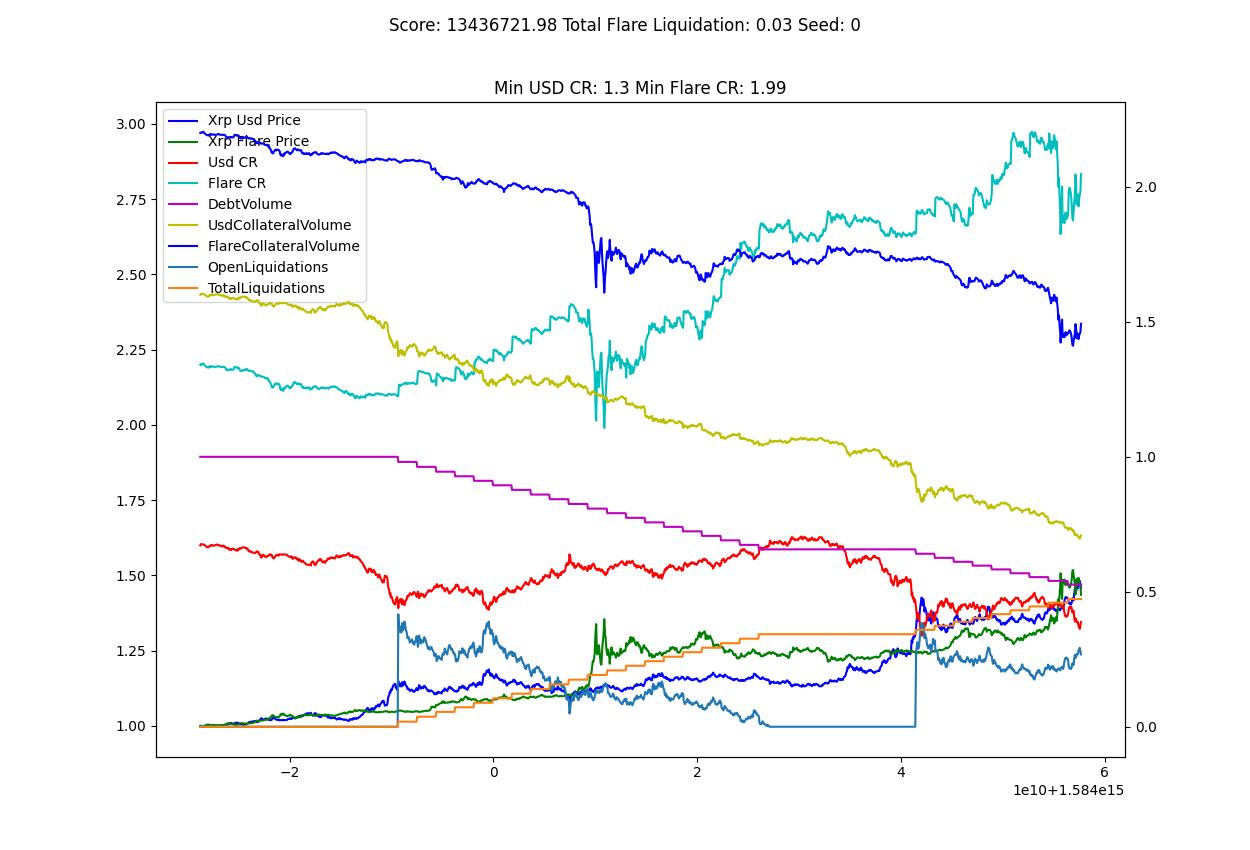 Score: 13436721.98 Total Flare Liquidation: 0.03 Seed: 0
Min USD CR: 1.3 Min Flare CR: 1.99
Xrp Usd Price
Xrp Flare Price
Usd CR
Flare CR
DebtVolume
UsdCollateralVolume
FlareCollateralVolume
OpenLiquidations
TotalLiquidations
3.00
2.75
2.50
2.25
2.00
1.75
1.50
1.25
1.00
2.0
1.5
1.0
0.5
0.0
−2
0
2
4
6
1e10+1.584e15